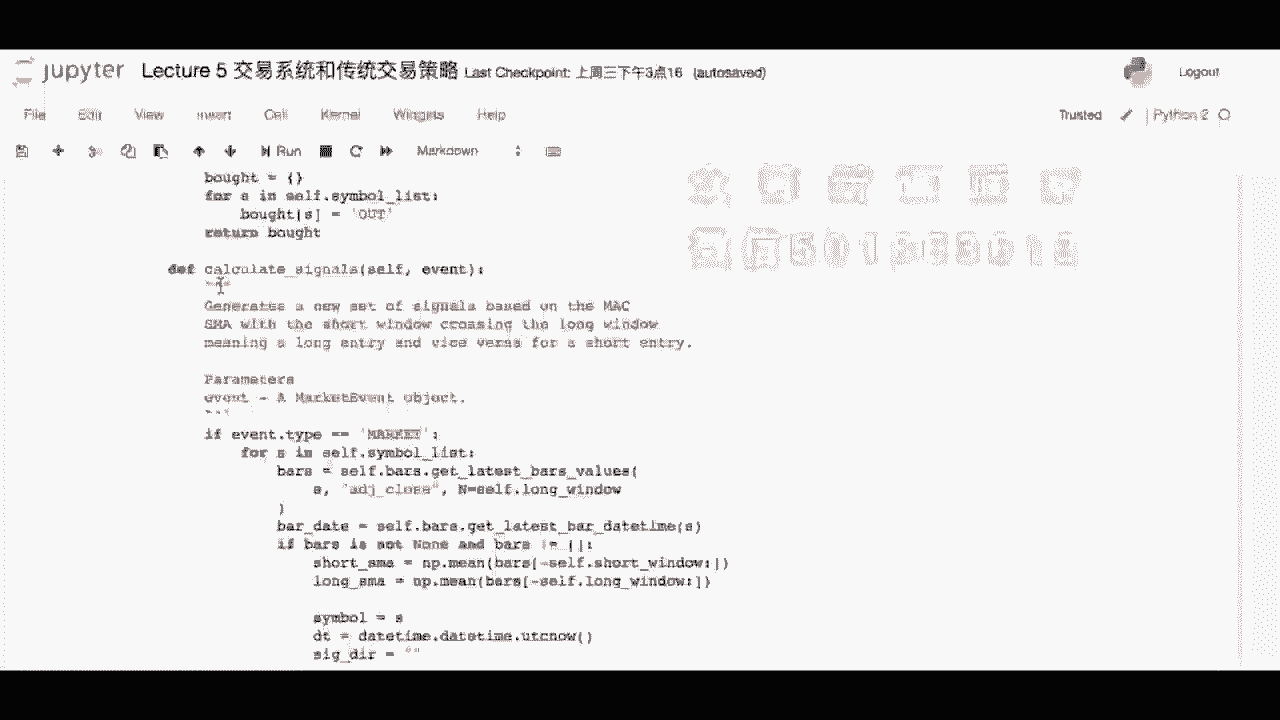 jupyter Lecture 5 交易系统和传统交易策略 Last Checkpoint: 上周三下午3点16 (autosaved) Logout
File Edit View Insert Cell Kernel Widgets Help Trusted Python 2
Run Markdown
bought = {}
for s in self.symbol_list:
bought[s] = 'OUT'
return bought
def calculate_signals(self, event):
"""
Generates a new set of signals based on the MAC
SMA with the short window crossing the long window
meaning a long entry and vice versa for a short entry.
Parameters
event - A MarketEvent object.
"""
if event.type == 'MARKET':
for s in self.symbol_list:
bars = self.bars.get_latest_bars_values(
s, "adj_close", N=self.long_window
)
bar_date = self.bars.get_latest_bar_datetime(s)
if bars is not None and bars != []:
short_sma = np.mean(bars[-self.short_window:])
long_sma = np.mean(bars[-self.long_window:])
symbol = s
dt = datetime.datetime.utcnow()
sig_dir = ""